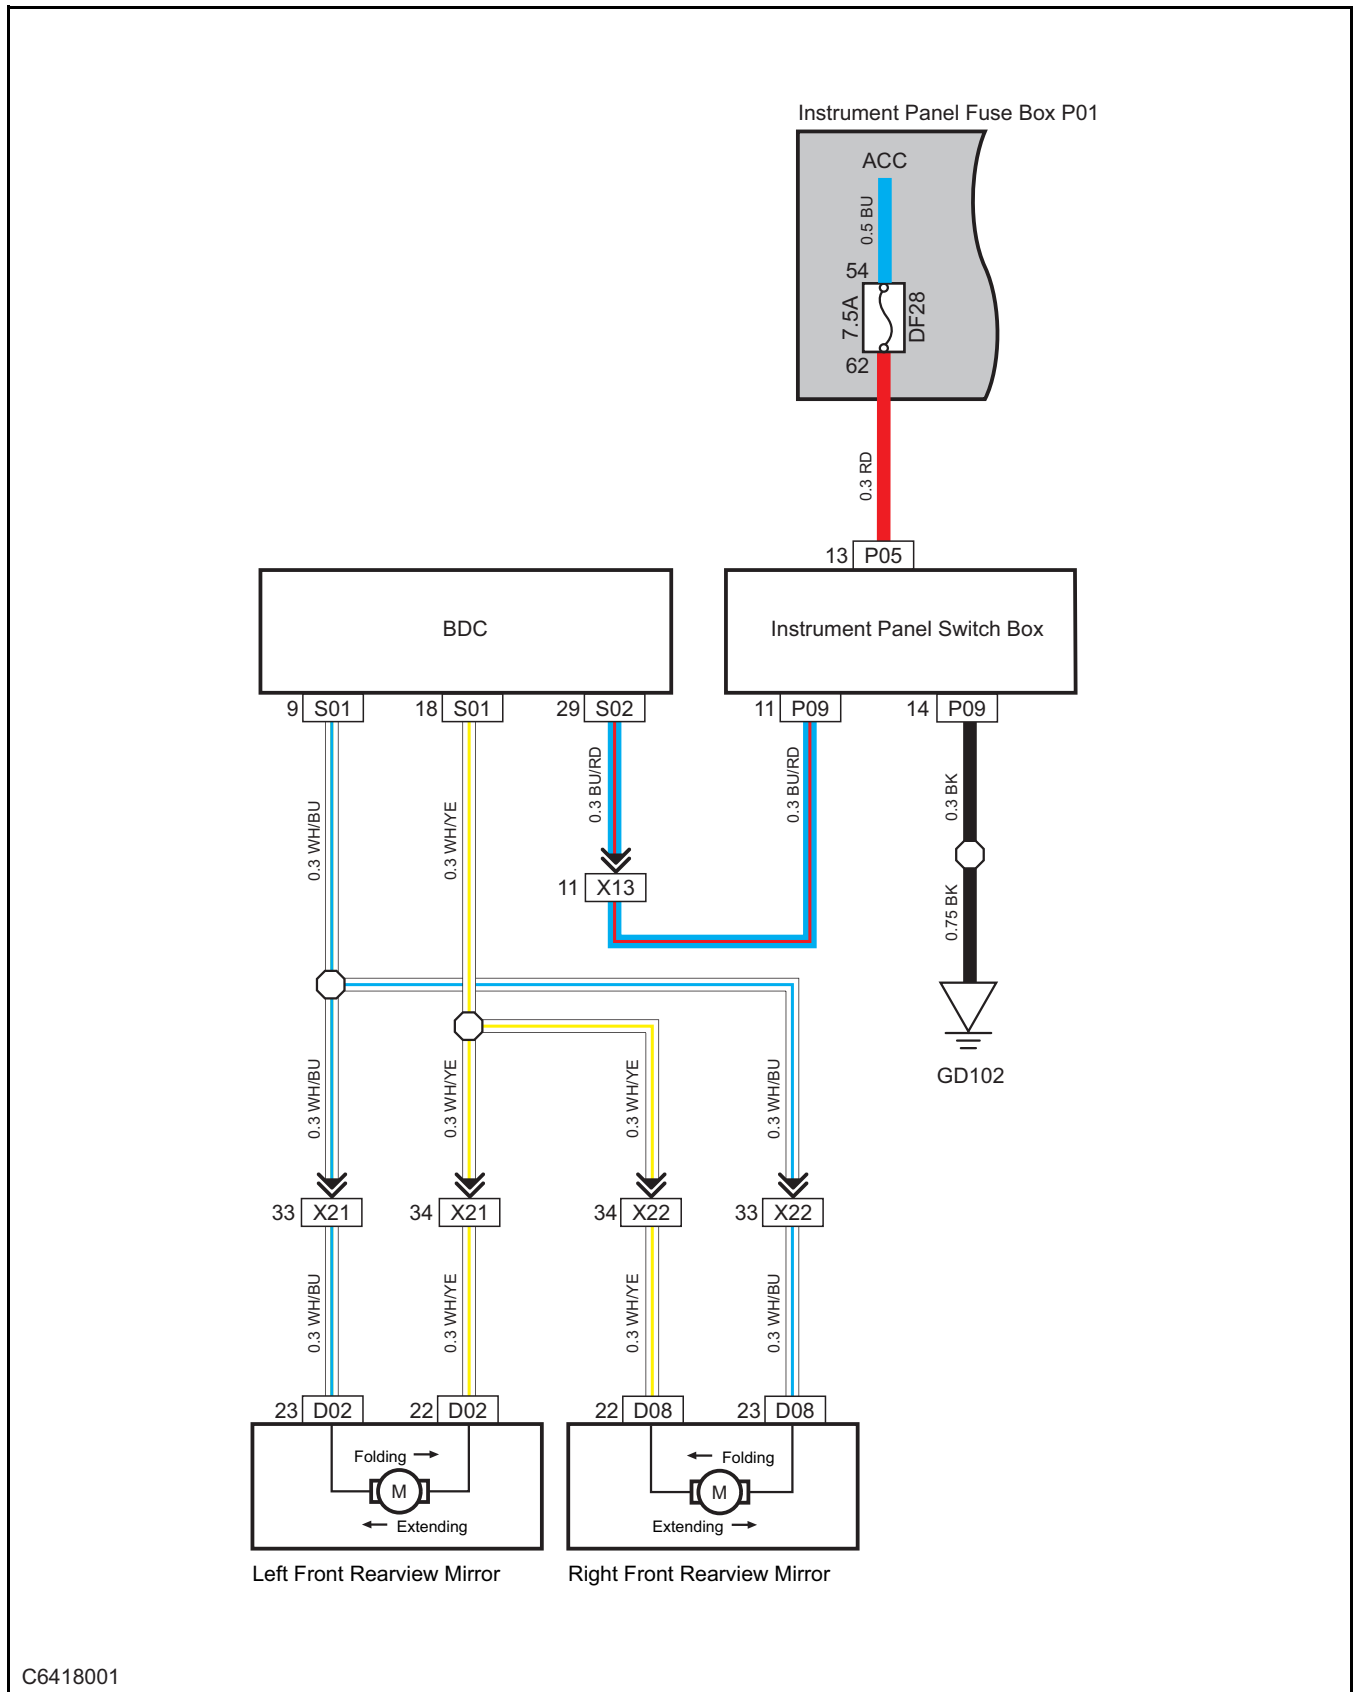 Instrument Panel Fuse Box P01
ACC
0.5 BU
54
7.5A
DF28
62
0.3 RD
13 P05
BDC
Instrument Panel Switch Box
9 S01
18 S01
29 S02
11 P09
14 P09
0.3 WH/BU
0.3 WH/YE
0.3 BU/RD
0.3 BU/RD
0.3 BK
11 X13
0.75 BK
GD102
0.3 WH/BU
0.3 WH/YE
0.3 WH/YE
0.3 WH/BU
33 X21
34 X21
34 X22
33 X22
0.3 WH/BU
0.3 WH/YE
0.3 WH/YE
0.3 WH/BU
23 D02
22 D02
22 D08
23 D08
Folding
M
Extending
Folding
M
Extending
Left Front Rearview Mirror
Right Front Rearview Mirror
C6418001